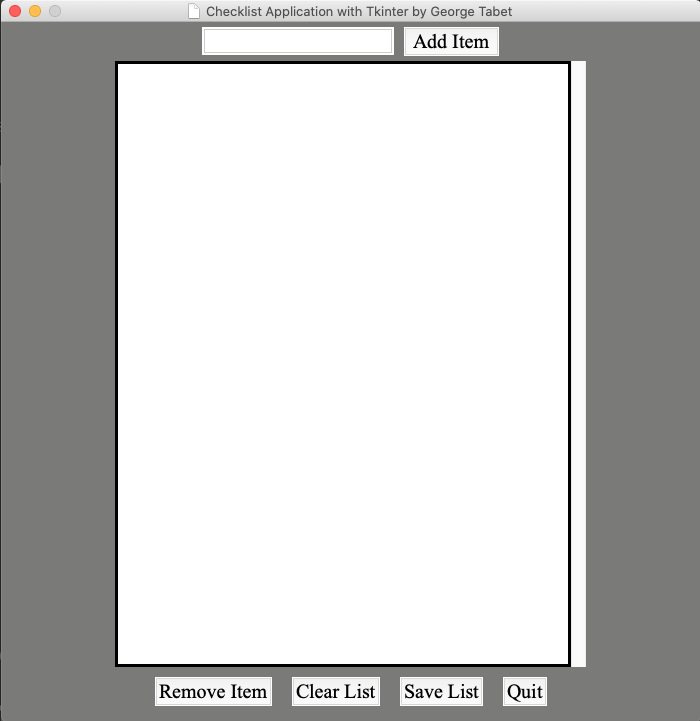 Checklist Application with Tkinter by George Tabet
Add Item
Remove Item Clear List Save List Quit